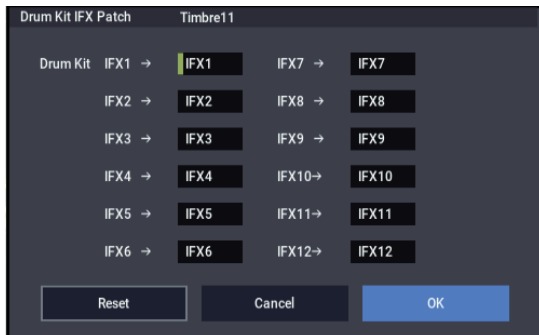 Drum Kit IFX Patch Timbre11
Drum Kit IFX1 → IFX1 IFX7 → IFX7
IFX2 → IFX2 IFX8 → IFX8
IFX3 → IFX3 IFX9 → IFX9
IFX4 → IFX4 IFX10→ IFX10
IFX5 → IFX5 IFX11→ IFX11
IFX6 → IFX6 IFX12→ IFX12
Reset Cancel OK